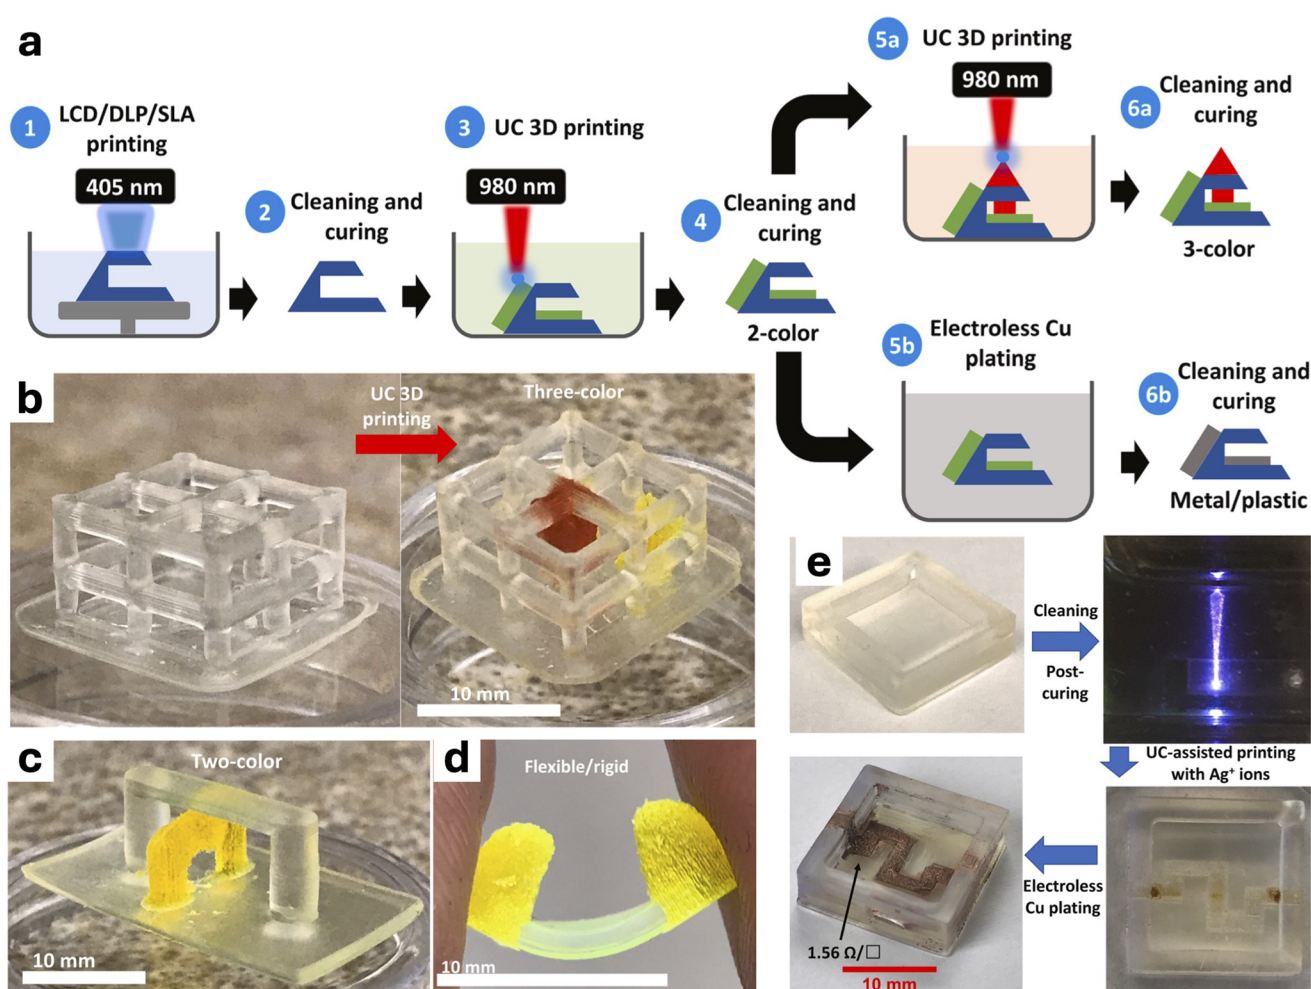 a
1
LCD/DLP/SLA
printing
405 nm
2
Cleaning and
curing
3
UC 3D printing
980 nm
4
Cleaning and
curing
2-color
5a
UC 3D printing
980 nm
6a
Cleaning and
curing
3-color
5b
Electroless Cu
plating
6b
Cleaning and
curing
Metal/plastic
b
UC 3D
printing
Three-color
10 mm
c
Two-color
10 mm
d
Flexible/rigid
10 mm
e
Cleaning
Post-
curing
UC-assisted printing
with Ag⁺ ions
Electroless
Cu plating
1.56 Ω/□
10 mm